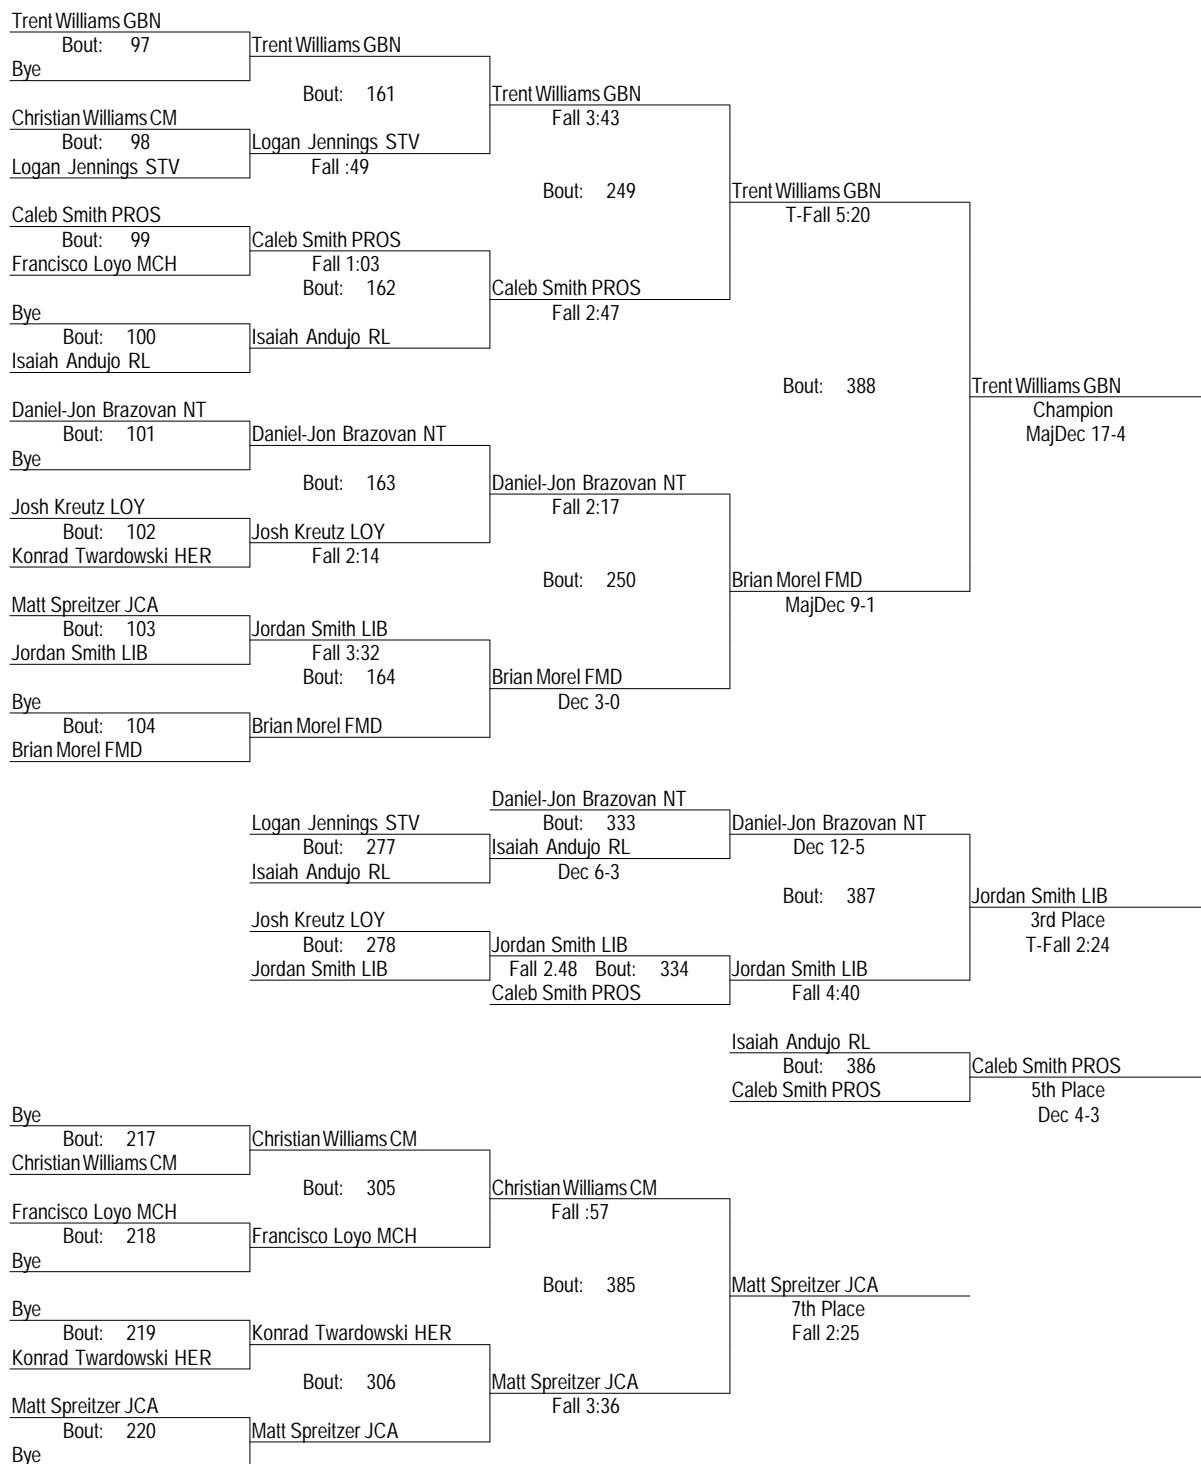 Trent Williams GBN
Bout: 97
Trent Williams GBN
Bye
Bout: 161
Trent Williams GBN
Christian Williams CM
Fall 3:43
Bout: 98
Logan Jennings STV
Logan Jennings STV
Fall :49
Bout: 249
Trent Williams GBN
Caleb Smith PROS
T-Fall 5:20
Bout: 99
Caleb Smith PROS
Francisco Loyo MCH
Fall 1:03
Bout: 162
Caleb Smith PROS
Bye
Fall 2:47
Bout: 100
Isaiah Andujo RL
Isaiah Andujo RL
Bout: 388
Trent Williams GBN
Daniel-Jon Brazovan NT
Champion
Bout: 101
Daniel-Jon Brazovan NT
MajDec 17-4
Bye
Bout: 163
Daniel-Jon Brazovan NT
Josh Kreutz LOY
Fall 2:17
Bout: 102
Josh Kreutz LOY
Konrad Twardowski HER
Fall 2:14
Bout: 250
Brian Morel FMD
Matt Spreitzer JCA
MajDec 9-1
Bout: 103
Jordan Smith LIB
Jordan Smith LIB
Fall 3:32
Bout: 164
Brian Morel FMD
Bye
Dec 3-0
Bout: 104
Brian Morel FMD
Brian Morel FMD
Daniel-Jon Brazovan NT
Logan Jennings STV
Bout: 333
Daniel-Jon Brazovan NT
Bout: 277
Isaiah Andujo RL
Dec 12-5
Isaiah Andujo RL
Dec 6-3
Bout: 387
Jordan Smith LIB
Josh Kreutz LOY
3rd Place
Bout: 278
Jordan Smith LIB
T-Fall 2:24
Jordan Smith LIB
Fall 2.48 Bout: 334
Jordan Smith LIB
Caleb Smith PROS
Fall 4:40
Isaiah Andujo RL
Bout: 386
Caleb Smith PROS
Caleb Smith PROS
5th Place
Dec 4-3
Bye
Bout: 217
Christian Williams CM
Christian Williams CM
Bout: 305
Christian Williams CM
Francisco Loyo MCH
Fall :57
Bout: 218
Francisco Loyo MCH
Bye
Bout: 385
Matt Spreitzer JCA
Bye
7th Place
Bout: 219
Konrad Twardowski HER
Fall 2:25
Konrad Twardowski HER
Bout: 306
Matt Spreitzer JCA
Matt Spreitzer JCA
Fall 3:36
Bout: 220
Matt Spreitzer JCA
Bye